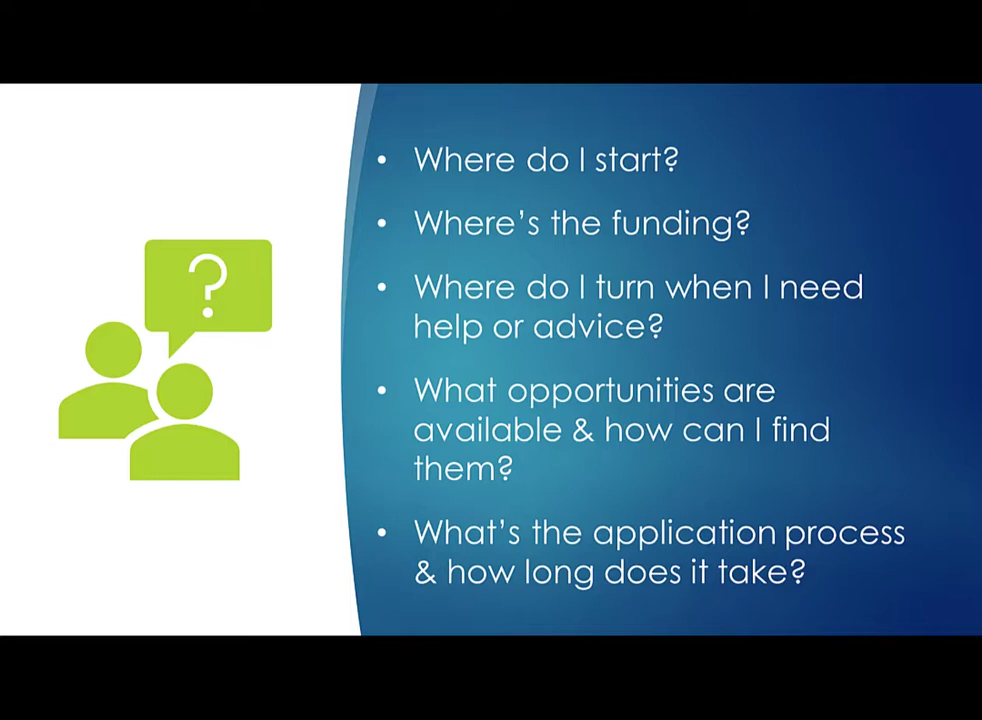 ?
• Where do I start?
• Where’s the funding?
• Where do I turn when I need
help or advice?
• What opportunities are
available & how can I find
them?
• What’s the application process
& how long does it take?